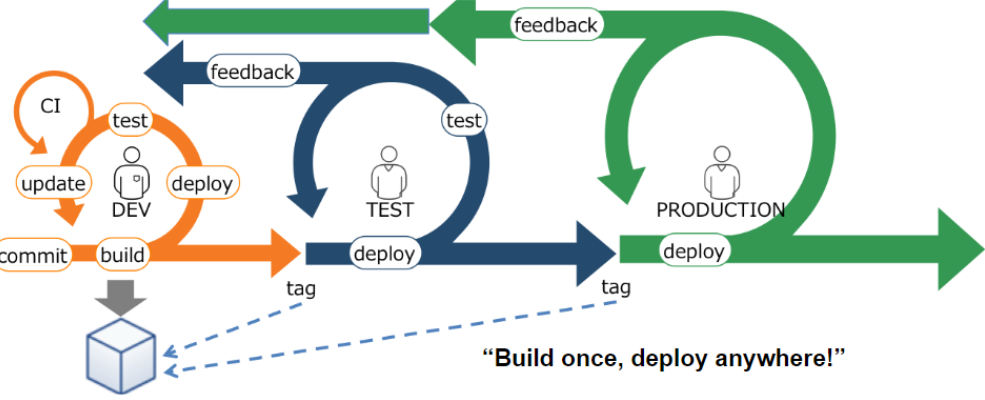 feedback
feedback
CI
test
test
update
deploy
DEV
TEST
PRODUCTION
commit
build
deploy
deploy
tag
tag
“Build once, deploy anywhere!”